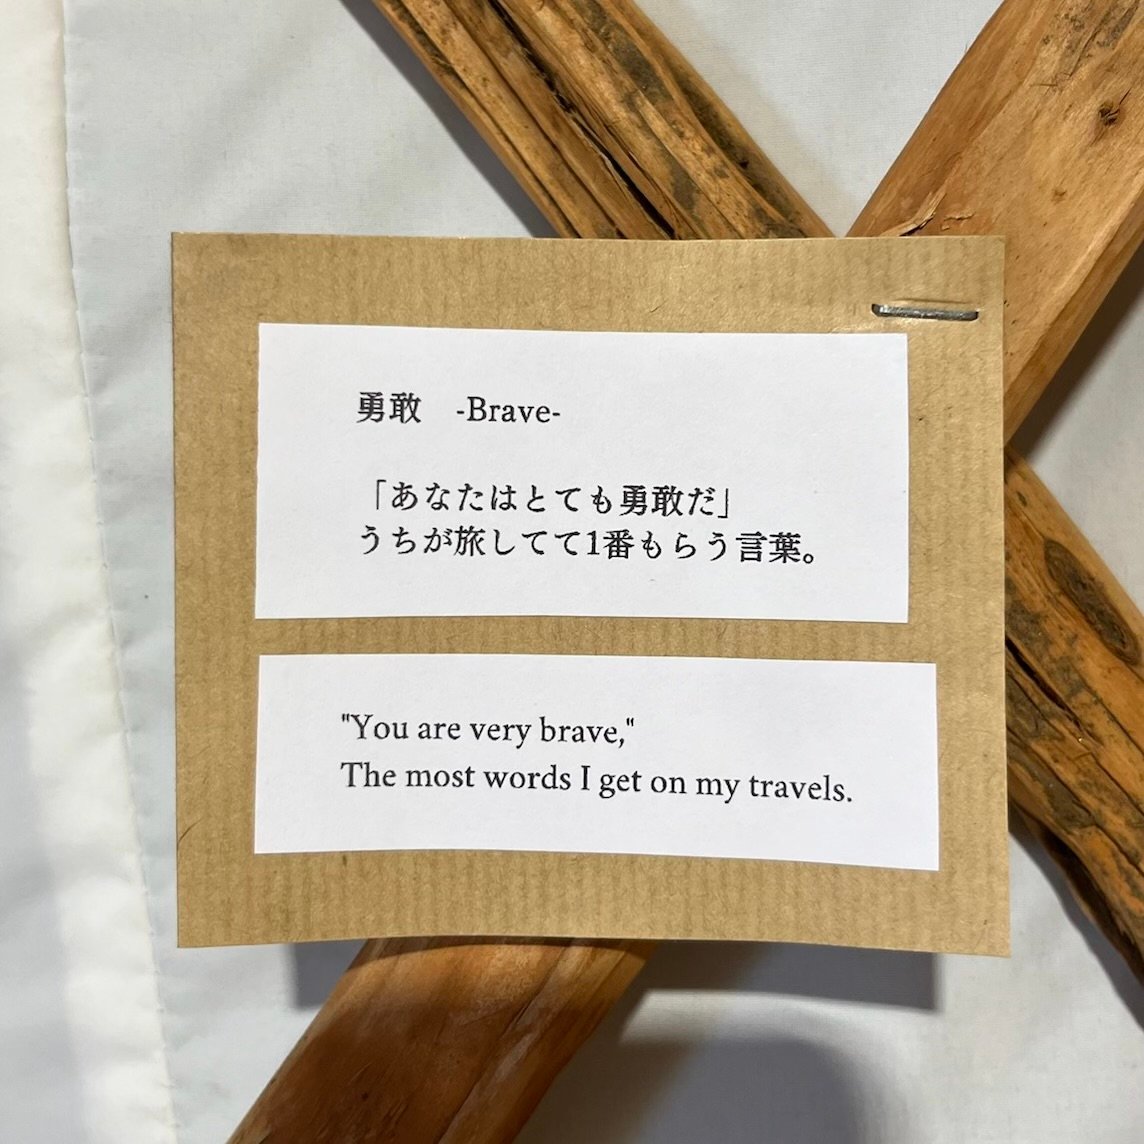 勇敢　-Brave-
「あなたはとても勇敢だ」
うちが旅してて1番もらう言葉。
"You are very brave,"
The most words I get on my travels.